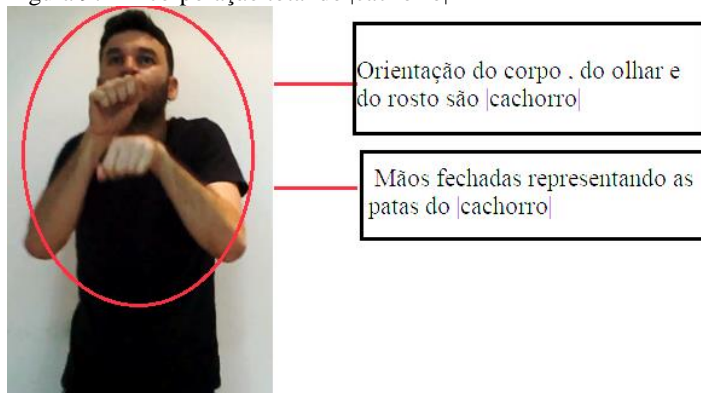 Orientação do corpo , do olhar e
do rosto são |cachorro|
Mãos fechadas representando as
patas do |cachorro|